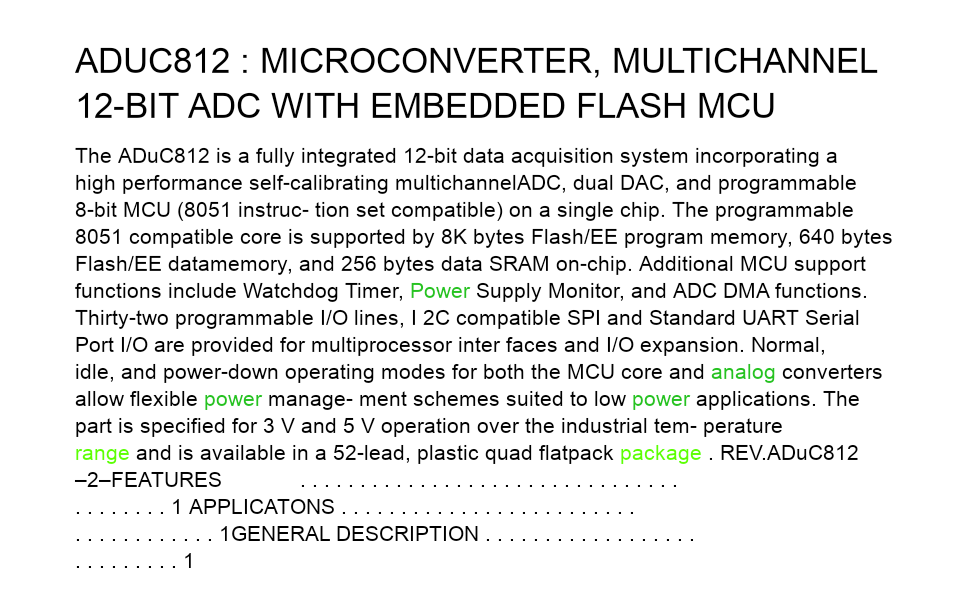 ADUC812 : MICROCONVERTER, MULTICHANNEL
12-BIT ADC WITH EMBEDDED FLASH MCU
The ADuC812 is a fully integrated 12-bit data acquisition system incorporating a
high performance self-calibrating multichannelADC, dual DAC, and programmable
8-bit MCU (8051 instruc- tion set compatible) on a single chip. The programmable
8051 compatible core is supported by 8K bytes Flash/EE program memory, 640 bytes
Flash/EE datamemory, and 256 bytes data SRAM on-chip. Additional MCU support
functions include Watchdog Timer, Power Supply Monitor, and ADC DMA functions.
Thirty-two programmable I/O lines, I 2C compatible SPI and Standard UART Serial
Port I/O are provided for multiprocessor inter faces and I/O expansion. Normal,
idle, and power-down operating modes for both the MCU core and analog converters
allow flexible power manage- ment schemes suited to low power applications. The
part is specified for 3 V and 5 V operation over the industrial tem- perature
range and is available in a 52-lead, plastic quad flatpack package . REV.ADuC812
–2–FEATURES . . . . . . . . . . . . . . . . . . . . . . . . . . . . . . . .
. . . . . . . . 1 APPLICATONS . . . . . . . . . . . . . . . . . . . . . . . . .
. . . . . . . . . . . . 1GENERAL DESCRIPTION . . . . . . . . . . . . . . . . . .
. . . . . . . . . 1